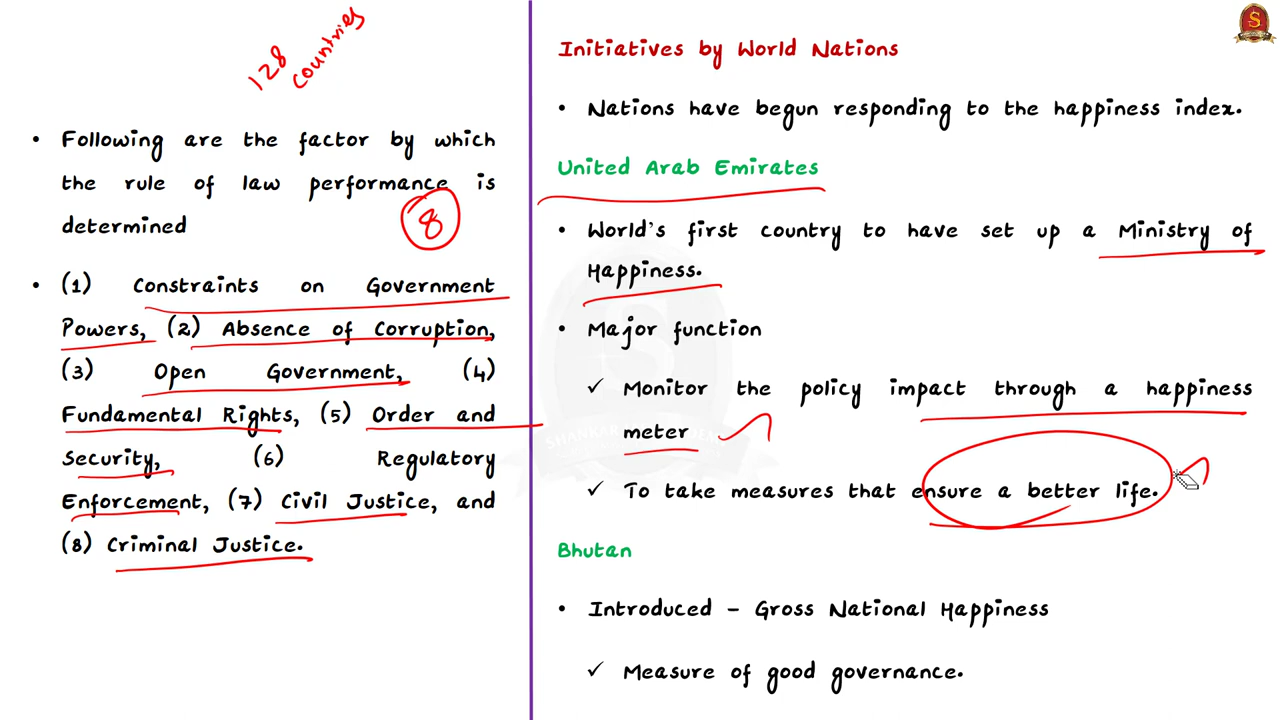 128
countries
• Following are the factor by which
the rule of law performance is
determined
8
• (1) Constraints on Government
Powers, (2) Absence of Corruption,
(3) Open Government, (4)
Fundamental Rights, (5) Order and
Security, (6) Regulatory
Enforcement, (7) Civil Justice, and
(8) Criminal Justice.
Initiatives by World Nations
• Nations have begun responding to the happiness index.
United Arab Emirates
• World's first country to have set up a Ministry of
Happiness.
• Major function
✓ Monitor the policy impact through a happiness
meter
✓ To take measures that ensure a better life.
Bhutan
• Introduced – Gross National Happiness
✓ Measure of good governance.
S